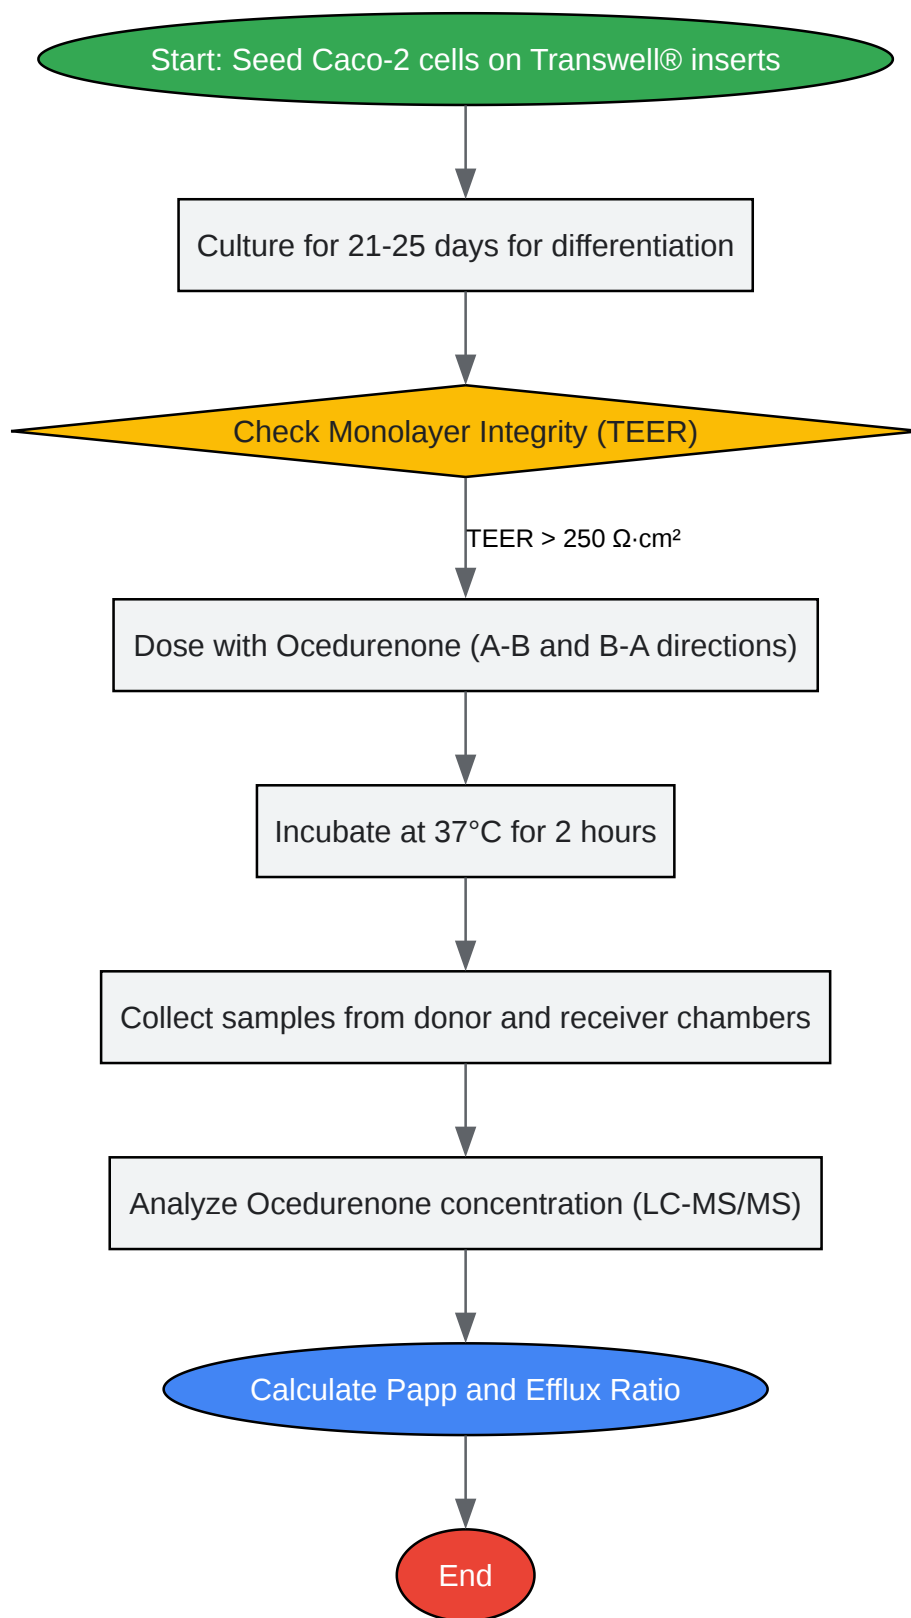 Start: Seed Caco-2 cells on Transwell® inserts
Culture for 21-25 days for differentiation
Check Monolayer Integrity (TEER)
TEER > 250 Ω·cm²
Dose with Ocedurenone (A-B and B-A directions)
Incubate at 37°C for 2 hours
Collect samples from donor and receiver chambers
Analyze Ocedurenone concentration (LC-MS/MS)
Calculate Papp and Efflux Ratio
End